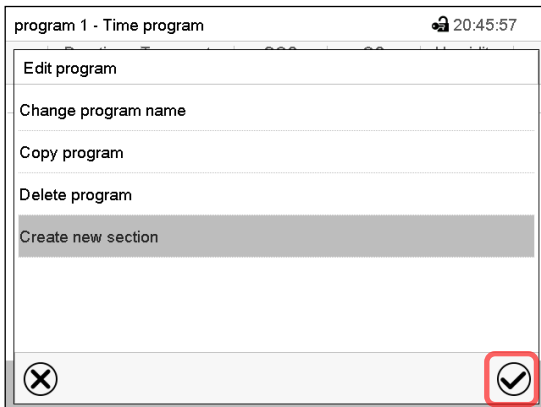 program 1 - Time program 20:45:57
Edit program
Change program name
Copy program
Delete program
Create new section